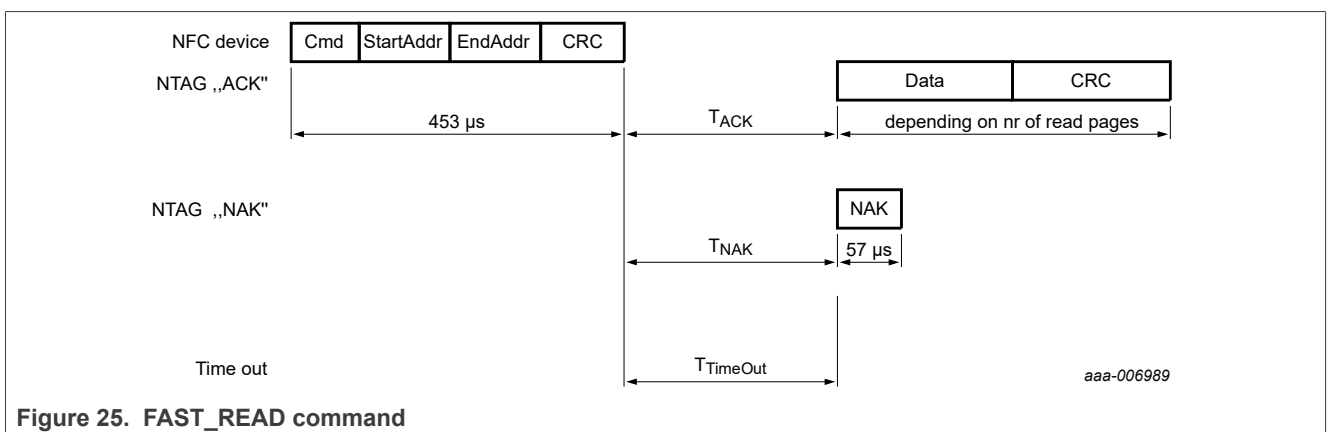 NFC device Cmd StartAddr EndAddr CRC
NTAG ,,ACK" Data CRC
453 µs TACK depending on nr of read pages
NTAG ,,NAK" NAK
TNAK 57 µs
Time out TTimeOut aaa-006989
Figure 25. FAST_READ command